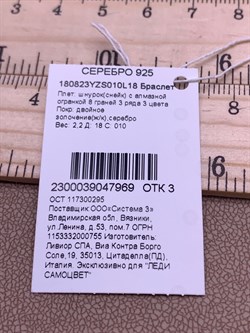 СЕРЕБРО 925
180823YZS010L18 Браслет
Плет: шнурок(снейк) с алмазной
огранкой 8 граней 3 ряда 3 цвета
Покр: двойное
золочение(ж/к),серебро
Вес: 2,2 Д: 18 С: 010
2300039047969 ОТК 3
ОСТ 117300295
Поставщик:ООО«Система 3»
Владимирская обл, Вязники,
ул.Ленина, д.53, пом.7 ОГРН
1153332000755 Изготовитель:
Ливиор СПА, Виа Контра Борго
Соле,19, 35013, Цитаделла(ПД),
Италия. Эксклюзивно для "ЛЕДИ
САМОЦВЕТ"